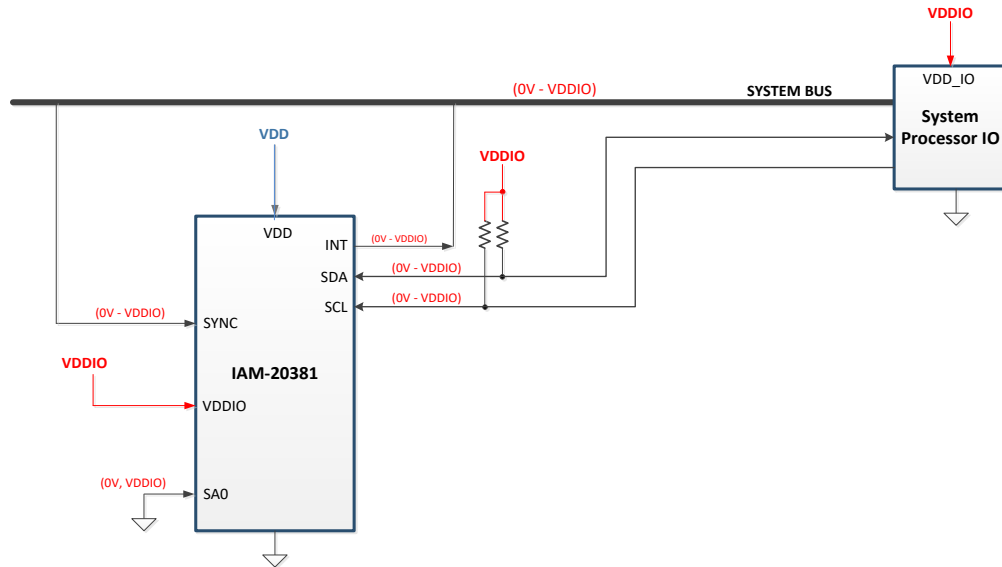 VDDIO
VDD_IO
System
Processor IO
(0V - VDDIO)
SYSTEM BUS
VDD
VDDIO
VDD
INT
(0V - VDDIO)
SDA
(0V - VDDIO)
SCL
(0V - VDDIO)
(0V - VDDIO)
SYNC
IAM-20381
VDDIO
VDDIO
(0V, VDDIO)
SA0